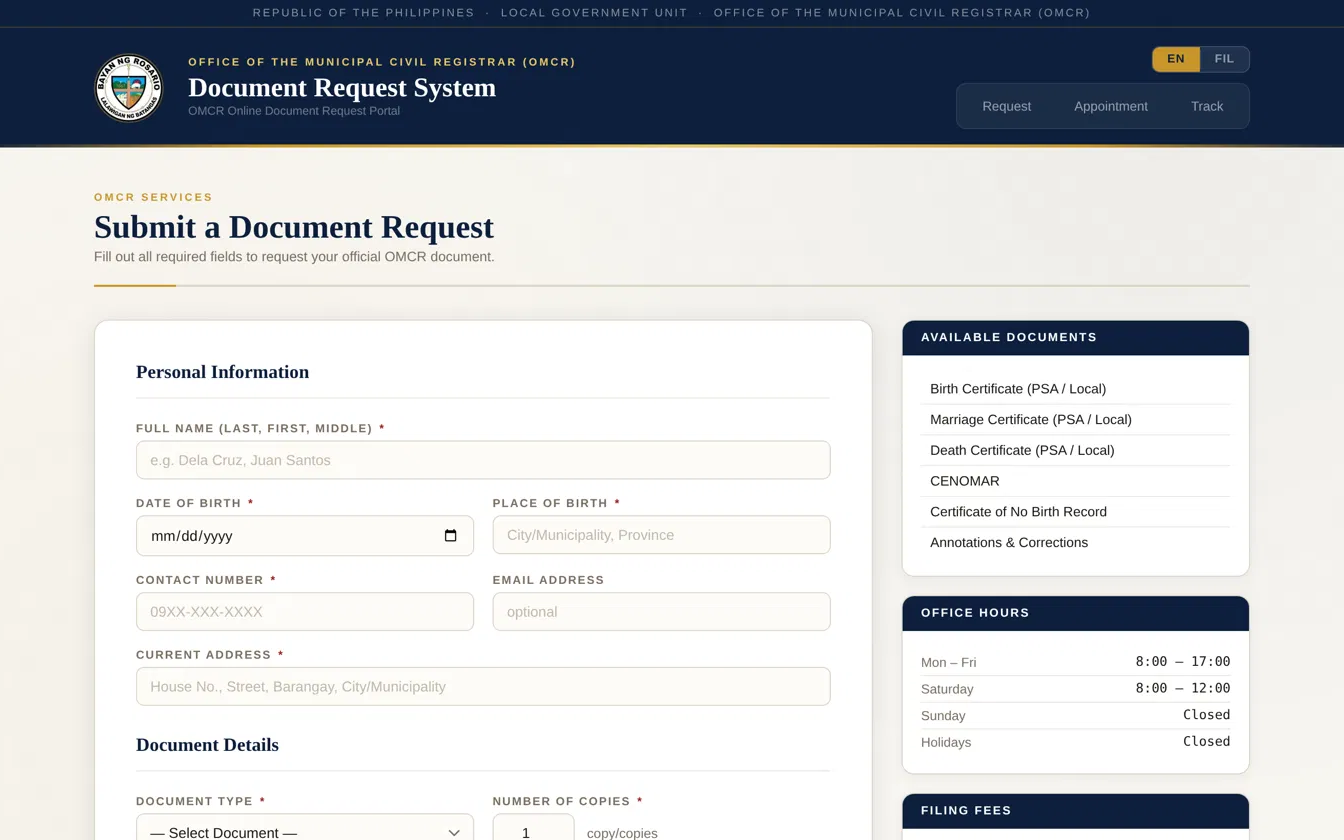 REPUBLIC OF THE PHILIPPINES · LOCAL GOVERNMENT UNIT · OFFICE OF THE MUNICIPAL CIVIL REGISTRAR (OMCR)
BAYAN NG ROSARIO
LALAWIGAN NG BATANGAS
OFFICE OF THE MUNICIPAL CIVIL REGISTRAR (OMCR)
Document Request System
OMCR Online Document Request Portal
EN FIL
Request Appointment Track
OMCR SERVICES
Submit a Document Request
Fill out all required fields to request your official OMCR document.
Personal Information
FULL NAME (LAST, FIRST, MIDDLE) *
e.g. Dela Cruz, Juan Santos
DATE OF BIRTH * PLACE OF BIRTH *
mm/dd/yyyy City/Municipality, Province
CONTACT NUMBER * EMAIL ADDRESS
09XX-XXX-XXXX optional
CURRENT ADDRESS *
House No., Street, Barangay, City/Municipality
Document Details
DOCUMENT TYPE * NUMBER OF COPIES *
— Select Document — 1 copy/copies
AVAILABLE DOCUMENTS
Birth Certificate (PSA / Local)
Marriage Certificate (PSA / Local)
Death Certificate (PSA / Local)
CENOMAR
Certificate of No Birth Record
Annotations & Corrections
OFFICE HOURS
Mon – Fri 8:00 – 17:00
Saturday 8:00 – 12:00
Sunday Closed
Holidays Closed
FILING FEES